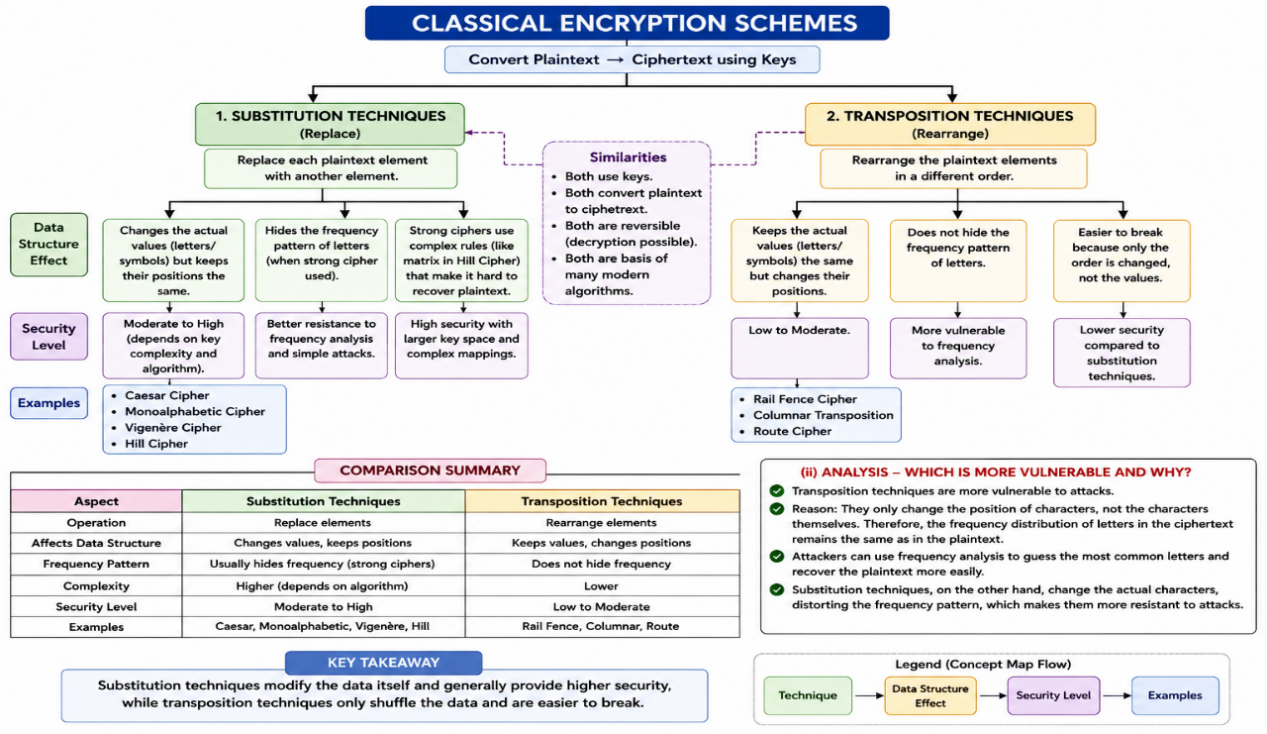 CLASSICAL ENCRYPTION SCHEMES
Convert Plaintext → Ciphertext using Keys
1. SUBSTITUTION TECHNIQUES
(Replace)
Replace each plaintext element
with another element.
2. TRANSPOSITION TECHNIQUES
(Rearrange)
Rearrange the plaintext elements
in a different order.
Similarities
• Both use keys.
• Both convert plaintext
to ciphetrext.
• Both are reversible
(decryption possible).
• Both are basis of
many modern
algorithms.
Data
Structure
Effect
Changes the actual
values (letters/
symbols) but keeps
their positions the
same.
Hides the frequency
pattern of letters
(when strong cipher
used).
Strong ciphers use
complex rules (like
matrix in Hill Cipher)
that make it hard to
recover plaintext.
Keeps the actual
values (letters/
symbols) the same
but changes their
positions.
Does not hide the
frequency pattern
of letters.
Easier to break
because only the
order is changed,
not the values.
Security
Level
Moderate to High
(depends on key
complexity and
algorithm).
Better resistance to
frequency analysis
and simple attacks.
High security with
larger key space and
complex mappings.
Low to Moderate.
More vulnerable
to frequency
analysis.
Lower security
compared to
substitution
techniques.
Examples
• Caesar Cipher
• Monoalphabetic Cipher
• Vigenère Cipher
• Hill Cipher
• Rail Fence Cipher
• Columnar Transposition
• Route Cipher
COMPARISON SUMMARY
Aspect Substitution Techniques Transposition Techniques
Operation Replace elements Rearrange elements
Affects Data Structure Changes values, keeps positions Keeps values, changes positions
Frequency Pattern Usually hides frequency (strong ciphers) Does not hide frequency
Complexity Higher (depends on algorithm) Lower
Security Level Moderate to High Low to Moderate
Examples Caesar, Monoalphabetic, Vigenère, Hill Rail Fence, Columnar, Route
(ii) ANALYSIS – WHICH IS MORE VULNERABLE AND WHY?
Transposition techniques are more vulnerable to attacks.
Reason: They only change the position of characters, not the characters
themselves. Therefore, the frequency distribution of letters in the ciphertext
remains the same as in the plaintext.
Attackers can use frequency analysis to guess the most common letters and
recover the plaintext more easily.
Substitution techniques, on the other hand, change the actual characters,
distorting the frequency pattern, which makes them more resistant to attacks.
KEY TAKEAWAY
Substitution techniques modify the data itself and generally provide higher security,
while transposition techniques only shuffle the data and are easier to break.
Legend (Concept Map Flow)
Technique
Data Structure
Effect
Security Level
Examples